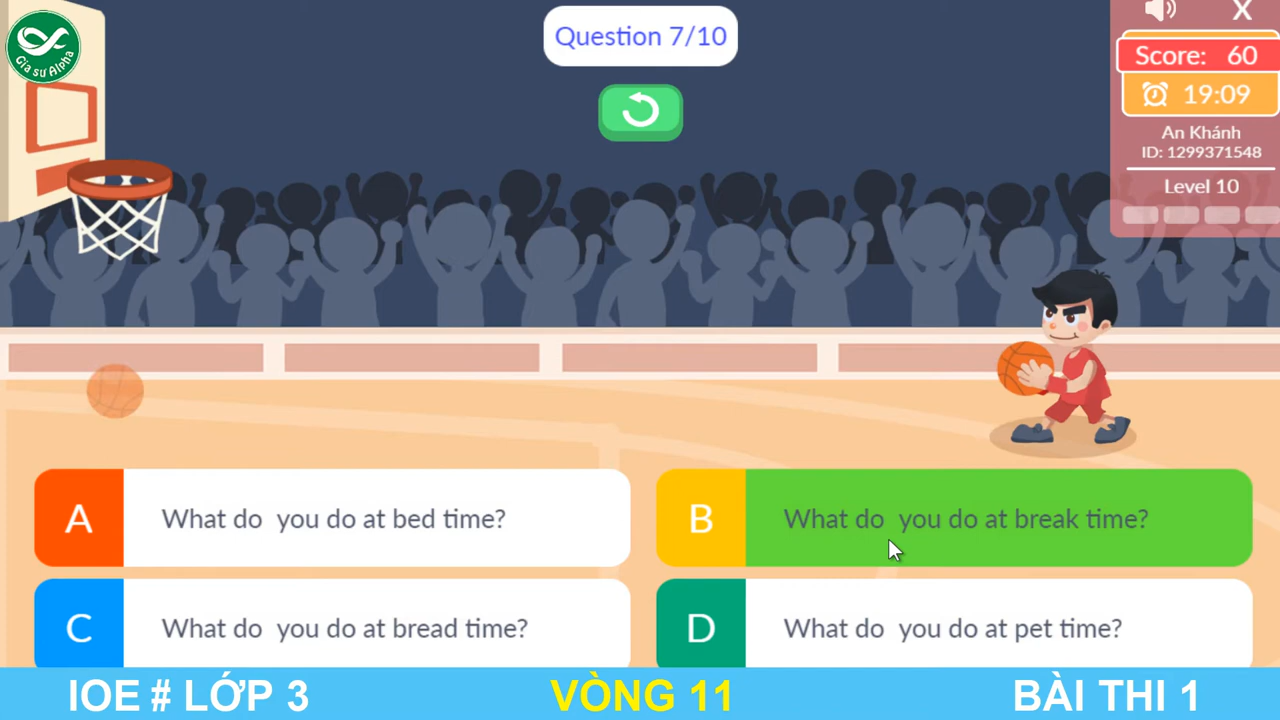 Gia sư Alpha
Question 7/10
X
Score: 60
19:09
An Khánh
ID: 1299371548
Level 10
A What do you do at bed time?
B What do you do at break time?
C What do you do at bread time?
D What do you do at pet time?
IOE # LỚP 3 VÒNG 11 BÀI THI 1